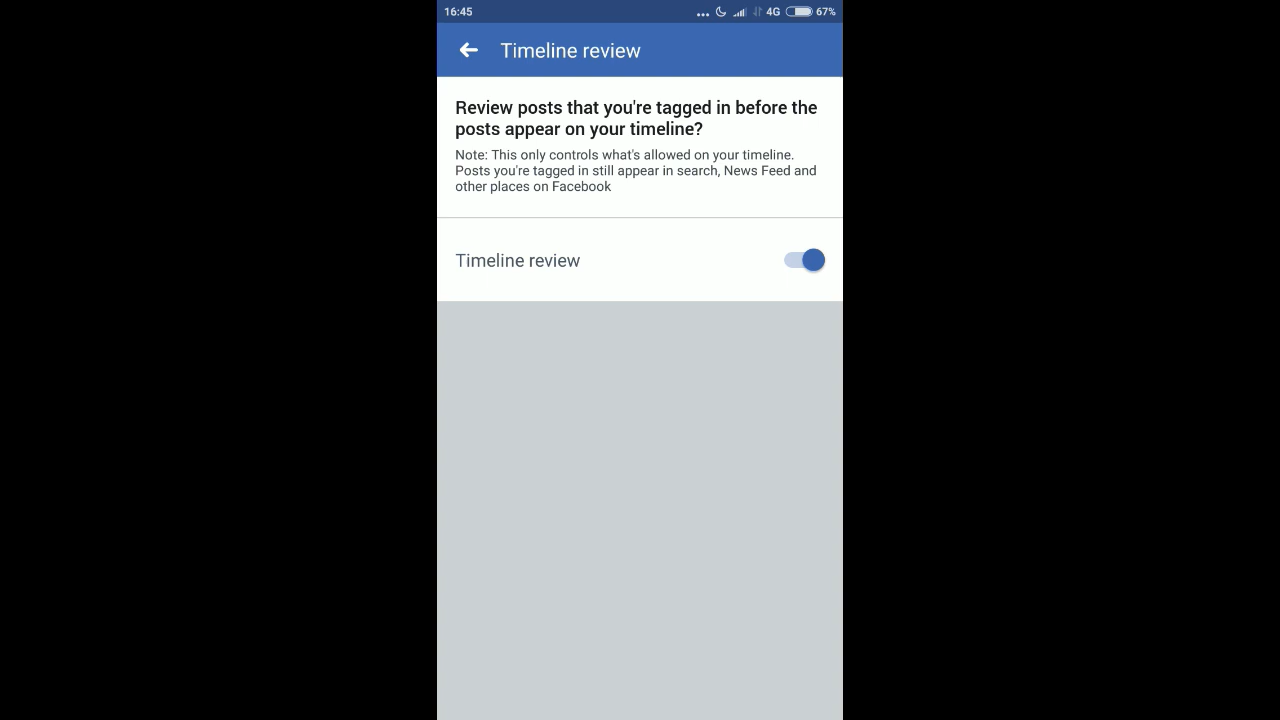 16:45 4G 67%
Timeline review
Review posts that you're tagged in before the
posts appear on your timeline?
Note: This only controls what's allowed on your timeline.
Posts you're tagged in still appear in search, News Feed and
other places on Facebook
Timeline review